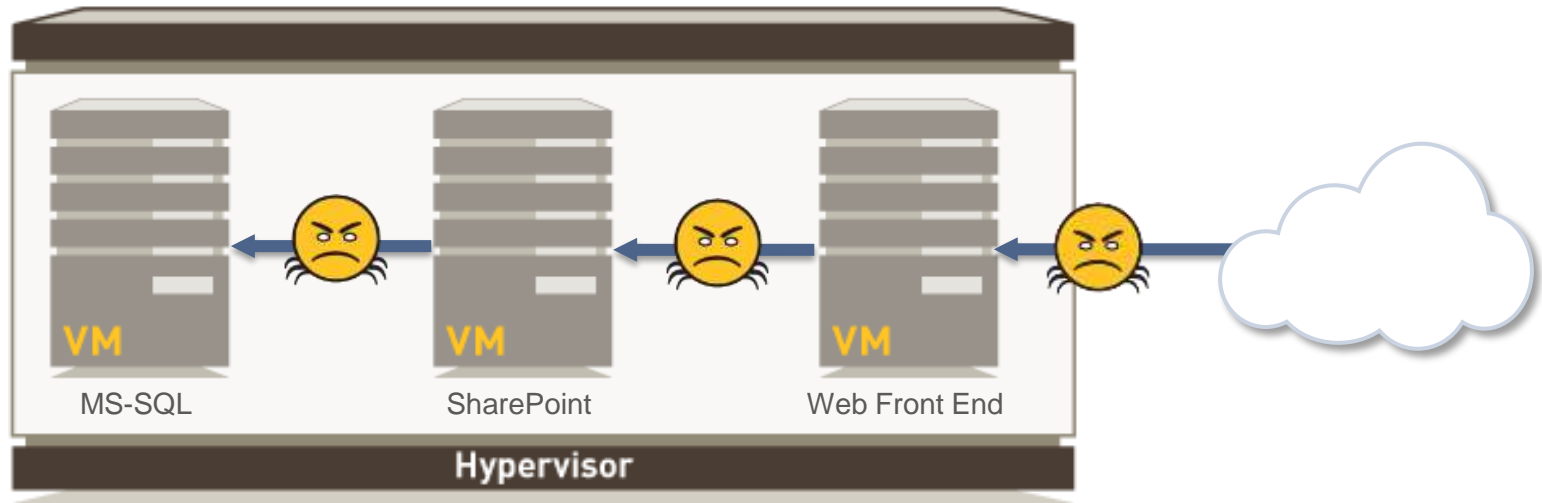 VM
VM
VM
MS-SQL
SharePoint
Web Front End
Hypervisor